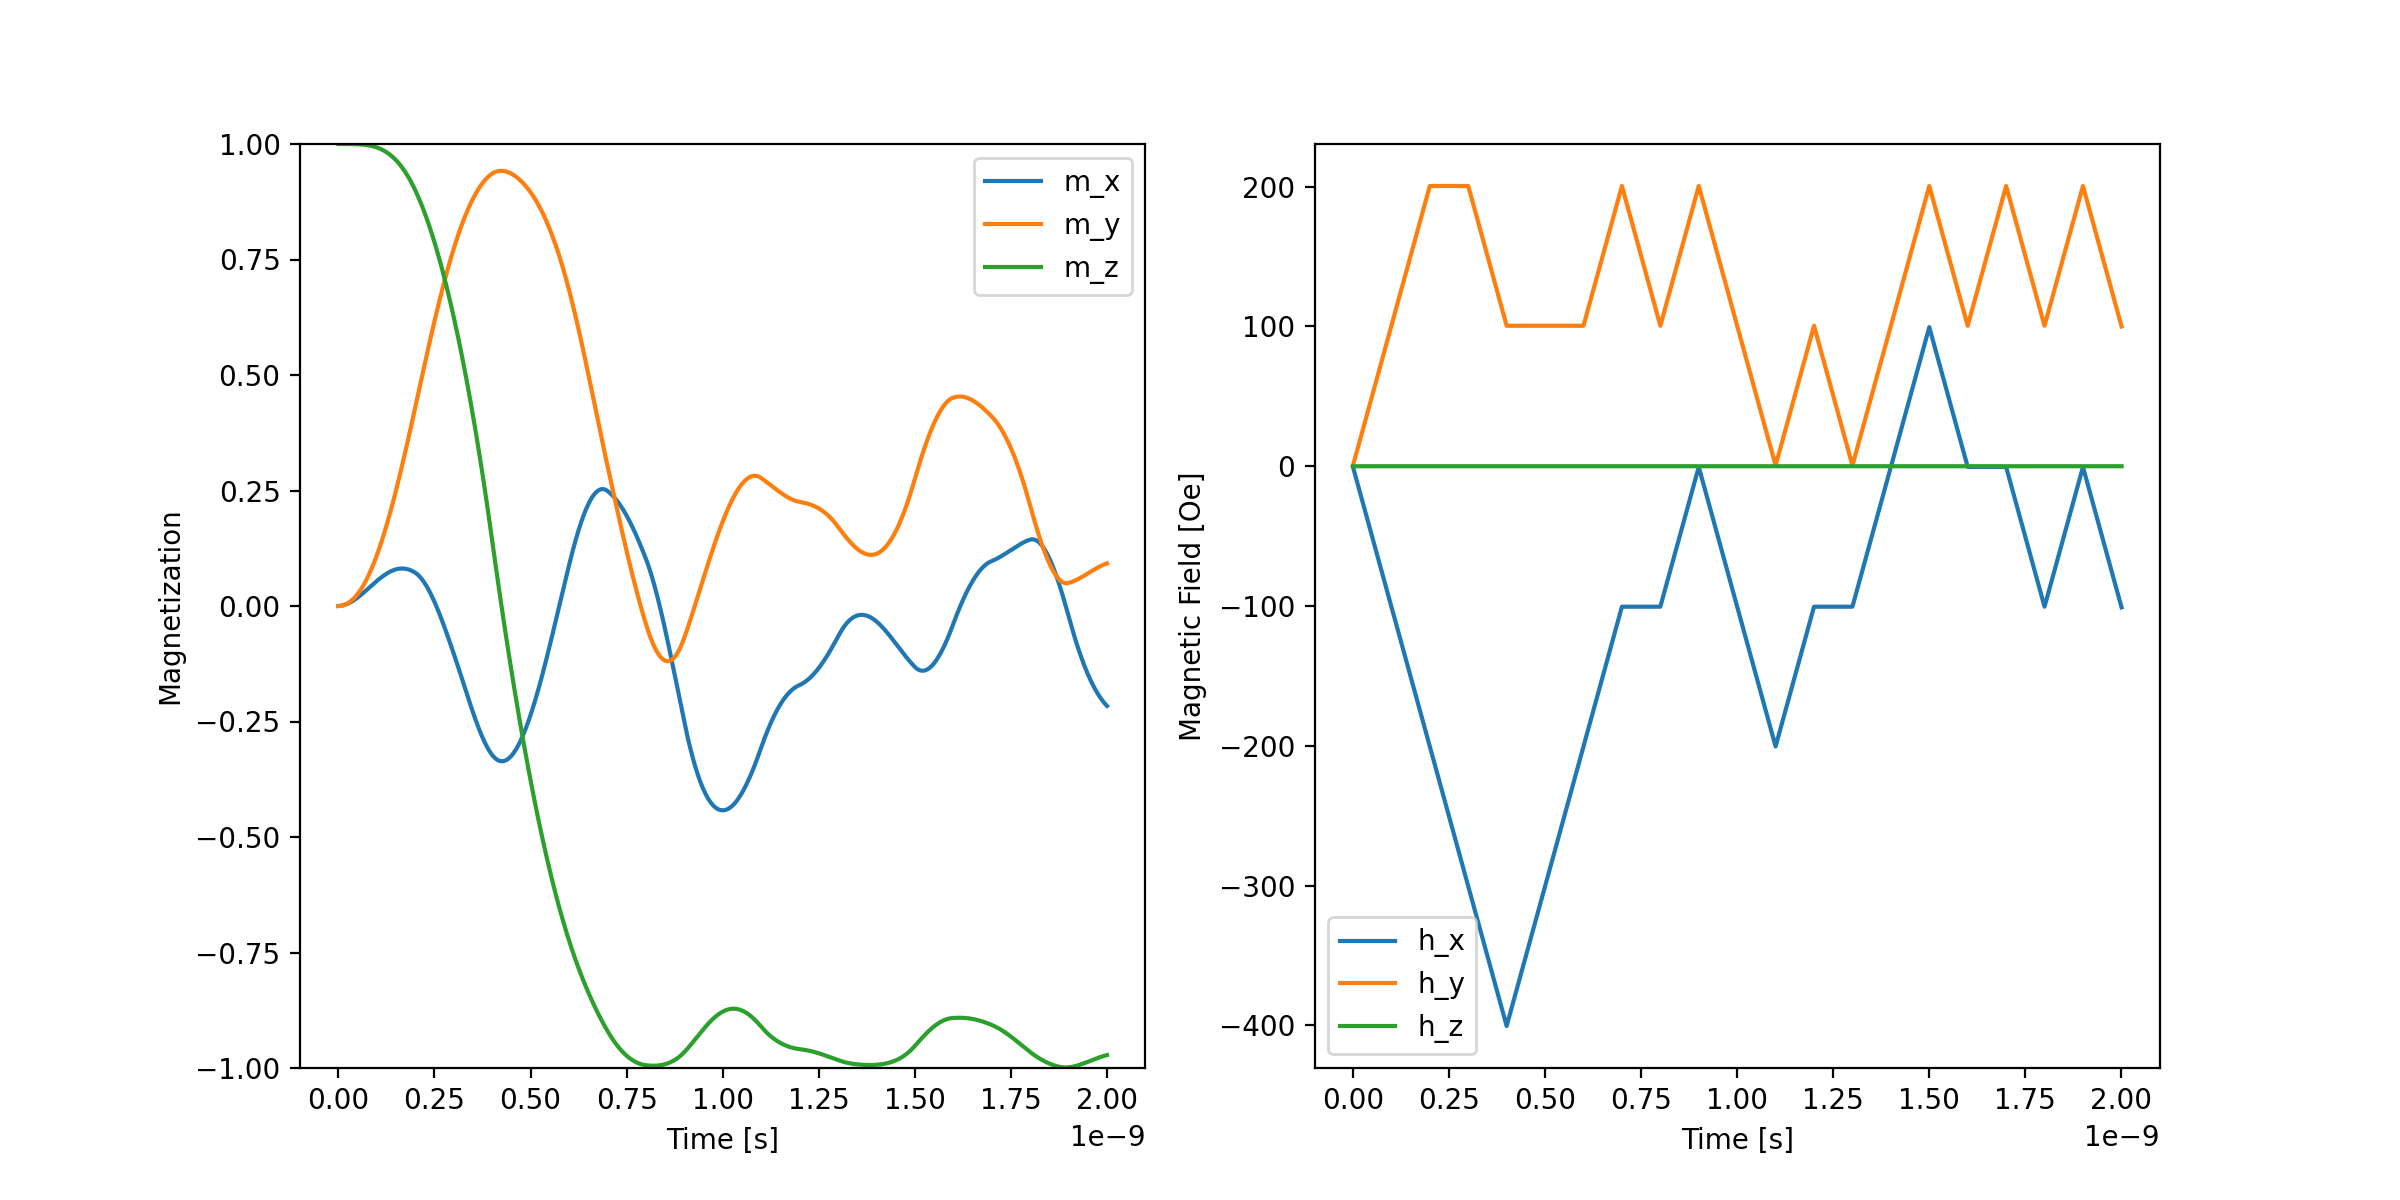 Magnetization
1.00
0.75
0.50
0.25
0.00
−0.25
−0.50
−0.75
−1.00
m_x
m_y
m_z
0.00 0.25 0.50 0.75 1.00 1.25 1.50 1.75 2.00
Time [s]
1e−9
Magnetic Field [Oe]
200
100
0
−100
−200
−300
−400
h_x
h_y
h_z
0.00 0.25 0.50 0.75 1.00 1.25 1.50 1.75 2.00
Time [s]
1e−9